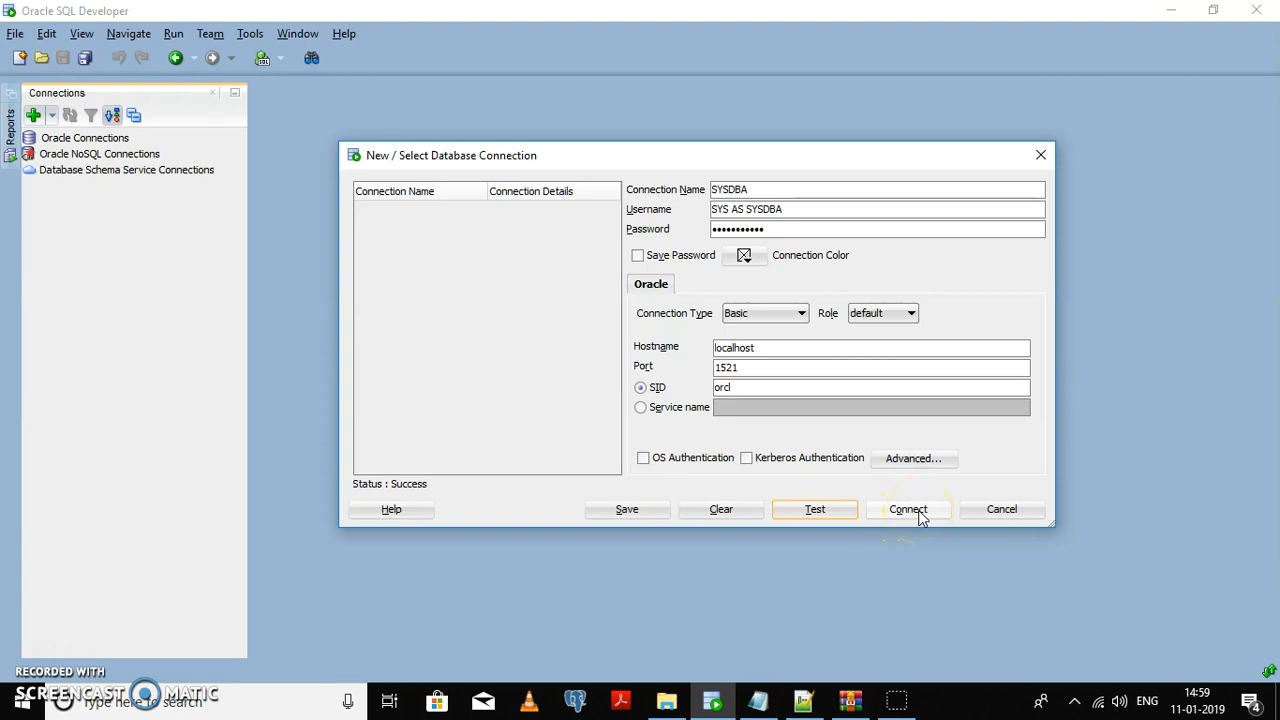 Oracle SQL Developer
File Edit View Navigate Run Team Tools Window Help
Connections
Reports
Oracle Connections
Oracle NoSQL Connections
Database Schema Service Connections
New / Select Database Connection
Connection Name Connection Details
Connection Name SYSDBA
Username SYS AS SYSDBA
Password •••••••••••
Save Password Connection Color
Oracle
Connection Type Basic Role default
Hostname localhost
Port 1521
SID orcl
Service name
OS Authentication Kerberos Authentication Advanced...
Status : Success
Help Save Clear Test Connect Cancel
RECORDED WITH
SCREENCAST MATIC
Type here to search
ENG
14:59
11-01-2019
4